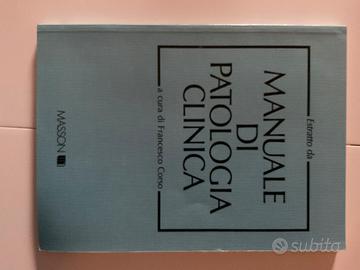 Estratto da
MANUALE
DI
PATOLOGIA
CLINICA
a cura di Francesco Corso
MASSON
subito